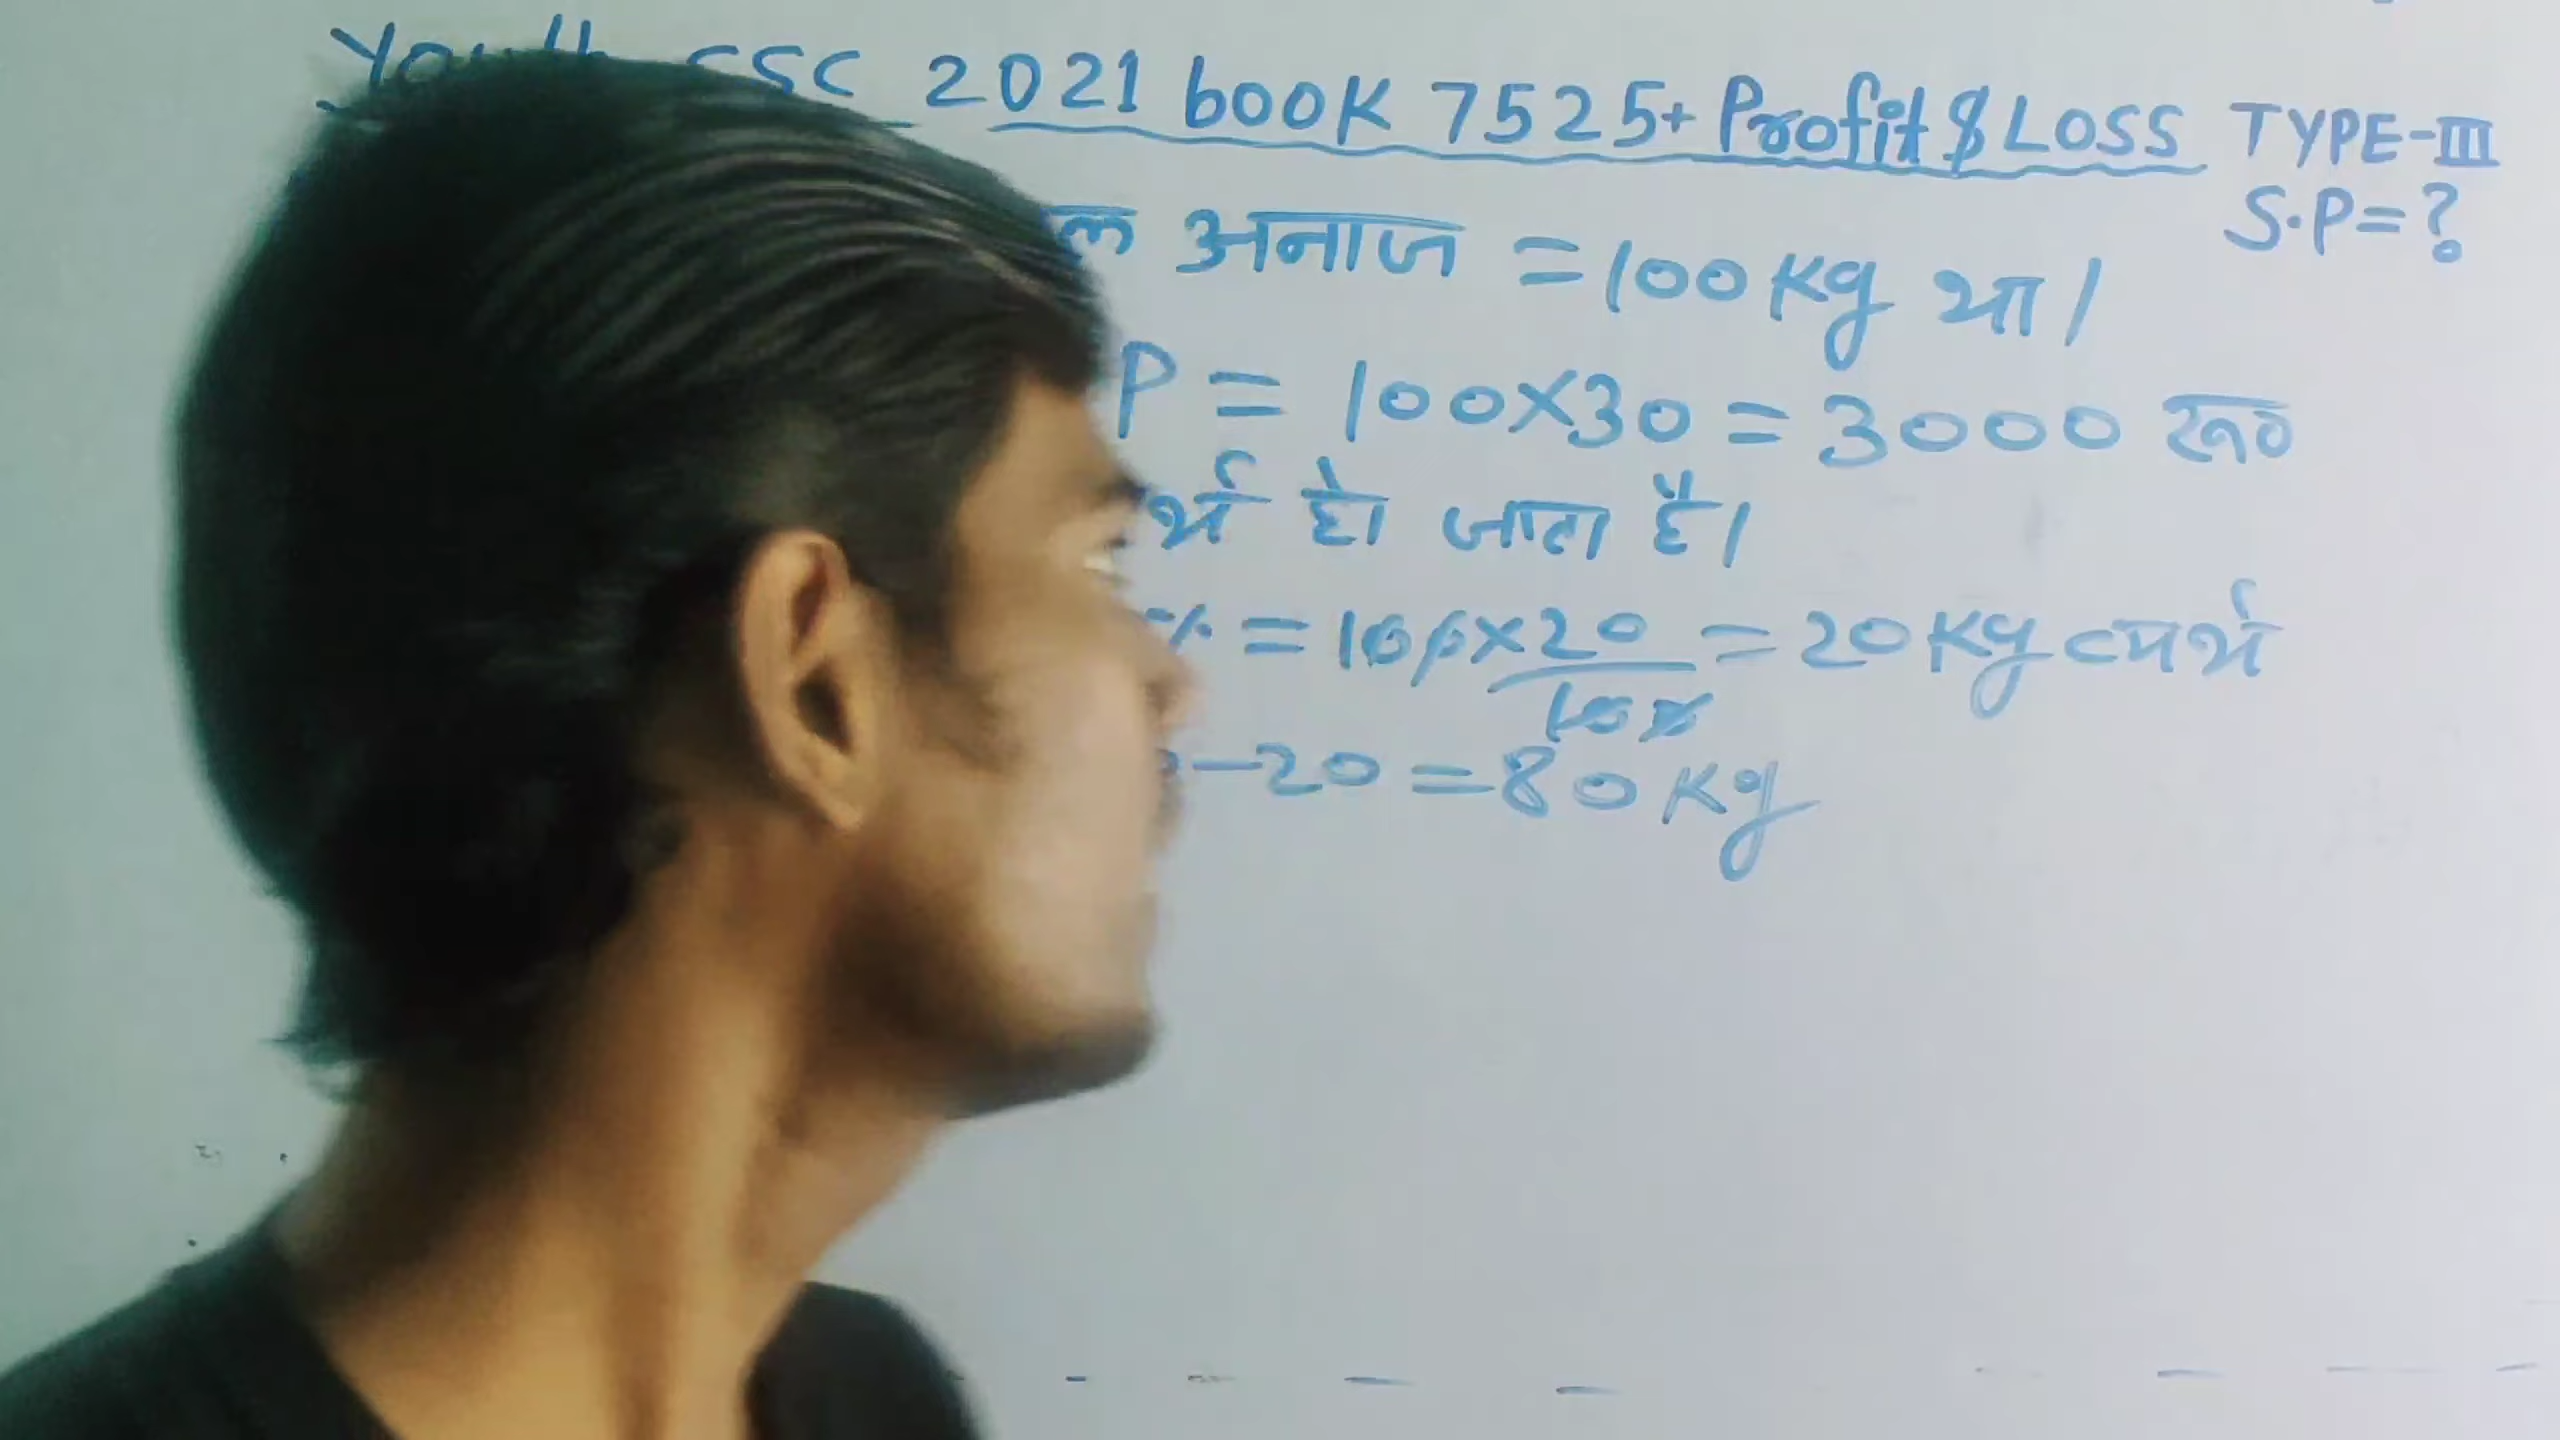 Youth SSC 2021 book 7525+ Profit $ LOSS TYPE-III
S.P=?
अनाज = 100 Kg था।
P = 100×30 = 3000 रू०
हो जाता है।
% = 100×20/100 = 20 Kg व्यर्थ
-20 = 80 Kg